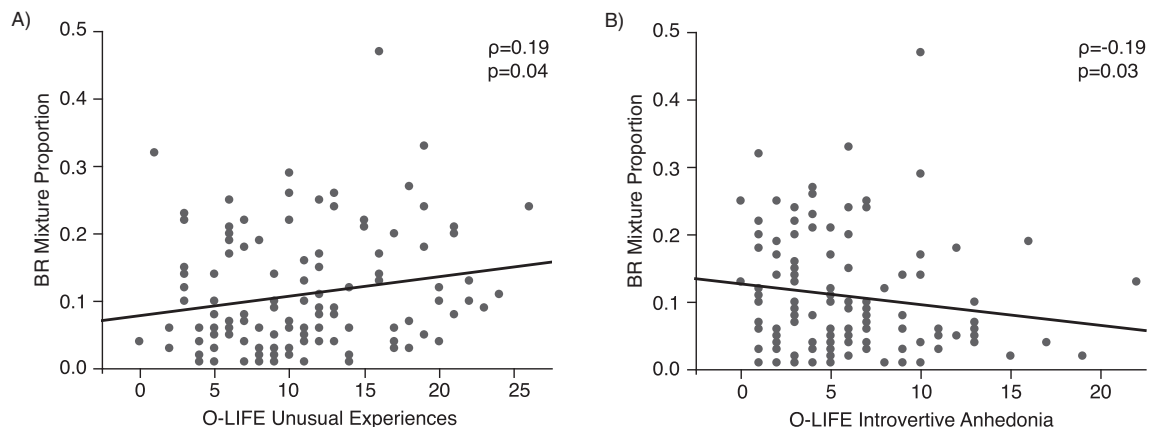 A)
ρ=0.19
p=0.04
BR Mixture Proportion
0.5
0.4
0.3
0.2
0.1
0.0
0 5 10 15 20 25
O-LIFE Unusual Experiences
B)
ρ=-0.19
p=0.03
BR Mixture Proportion
0.5
0.4
0.3
0.2
0.1
0.0
0 5 10 15 20
O-LIFE Introvertive Anhedonia